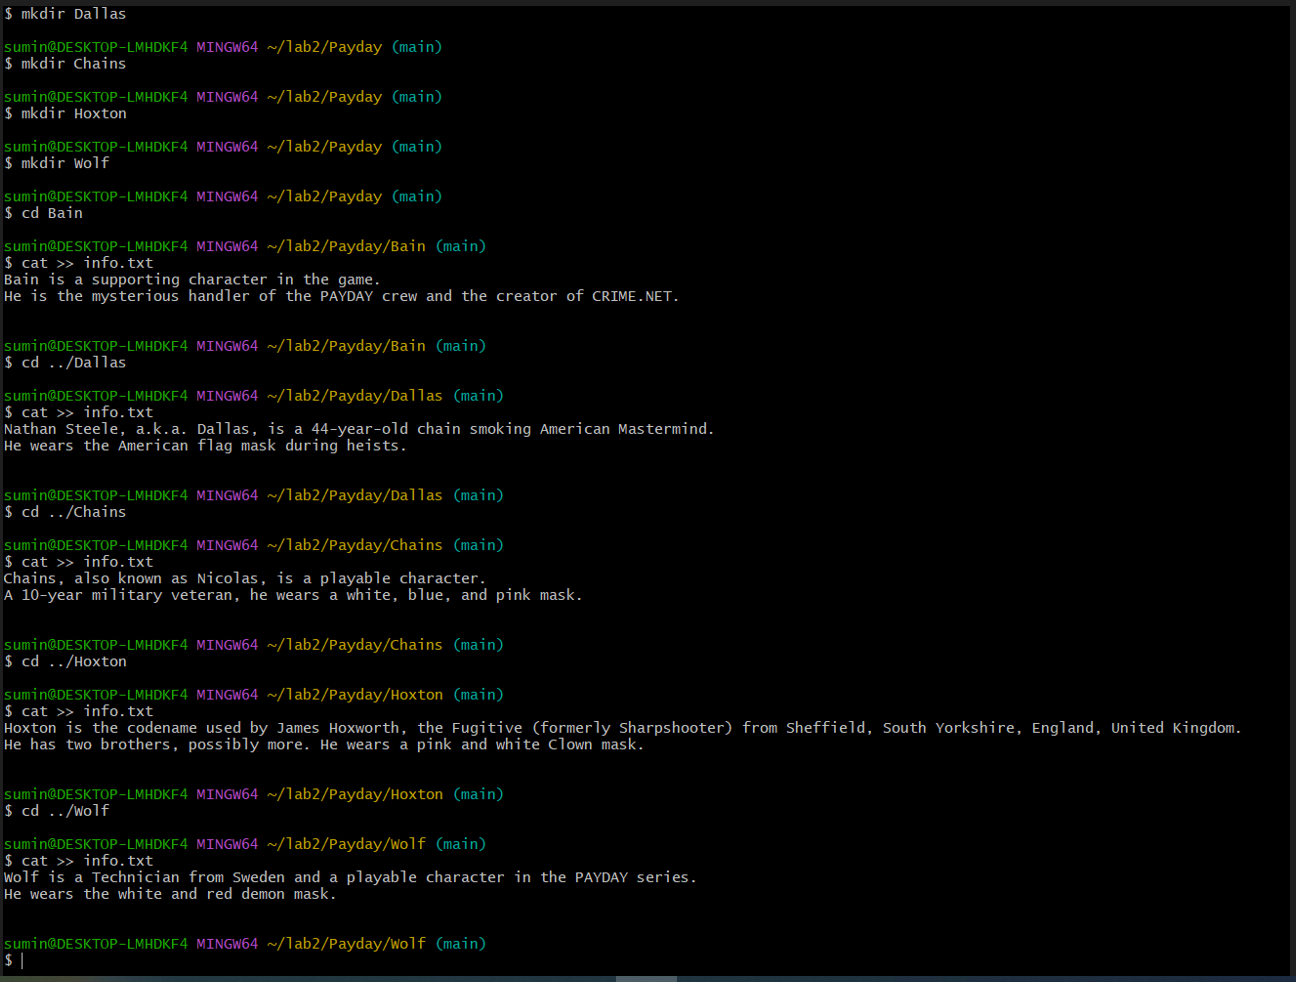 $ mkdir Dallas
sumin@DESKTOP-LMHDKF4 MINGW64 ~/lab2/Payday (main)
$ mkdir Chains
sumin@DESKTOP-LMHDKF4 MINGW64 ~/lab2/Payday (main)
$ mkdir Hoxton
sumin@DESKTOP-LMHDKF4 MINGW64 ~/lab2/Payday (main)
$ mkdir Wolf
sumin@DESKTOP-LMHDKF4 MINGW64 ~/lab2/Payday (main)
$ cd Bain
sumin@DESKTOP-LMHDKF4 MINGW64 ~/lab2/Payday/Bain (main)
$ cat >> info.txt
Bain is a supporting character in the game.
He is the mysterious handler of the PAYDAY crew and the creator of CRIME.NET.
sumin@DESKTOP-LMHDKF4 MINGW64 ~/lab2/Payday/Bain (main)
$ cd ../Dallas
sumin@DESKTOP-LMHDKF4 MINGW64 ~/lab2/Payday/Dallas (main)
$ cat >> info.txt
Nathan Steele, a.k.a. Dallas, is a 44-year-old chain smoking American Mastermind.
He wears the American flag mask during heists.
sumin@DESKTOP-LMHDKF4 MINGW64 ~/lab2/Payday/Dallas (main)
$ cd ../Chains
sumin@DESKTOP-LMHDKF4 MINGW64 ~/lab2/Payday/Chains (main)
$ cat >> info.txt
Chains, also known as Nicolas, is a playable character.
A 10-year military veteran, he wears a white, blue, and pink mask.
sumin@DESKTOP-LMHDKF4 MINGW64 ~/lab2/Payday/Chains (main)
$ cd ../Hoxton
sumin@DESKTOP-LMHDKF4 MINGW64 ~/lab2/Payday/Hoxton (main)
$ cat >> info.txt
Hoxton is the codename used by James Hoxworth, the Fugitive (formerly Sharpshooter) from Sheffield, South Yorkshire, England, United Kingdom.
He has two brothers, possibly more. He wears a pink and white Clown mask.
sumin@DESKTOP-LMHDKF4 MINGW64 ~/lab2/Payday/Hoxton (main)
$ cd ../Wolf
sumin@DESKTOP-LMHDKF4 MINGW64 ~/lab2/Payday/Wolf (main)
$ cat >> info.txt
Wolf is a Technician from Sweden and a playable character in the PAYDAY series.
He wears the white and red demon mask.
sumin@DESKTOP-LMHDKF4 MINGW64 ~/lab2/Payday/Wolf (main)
$